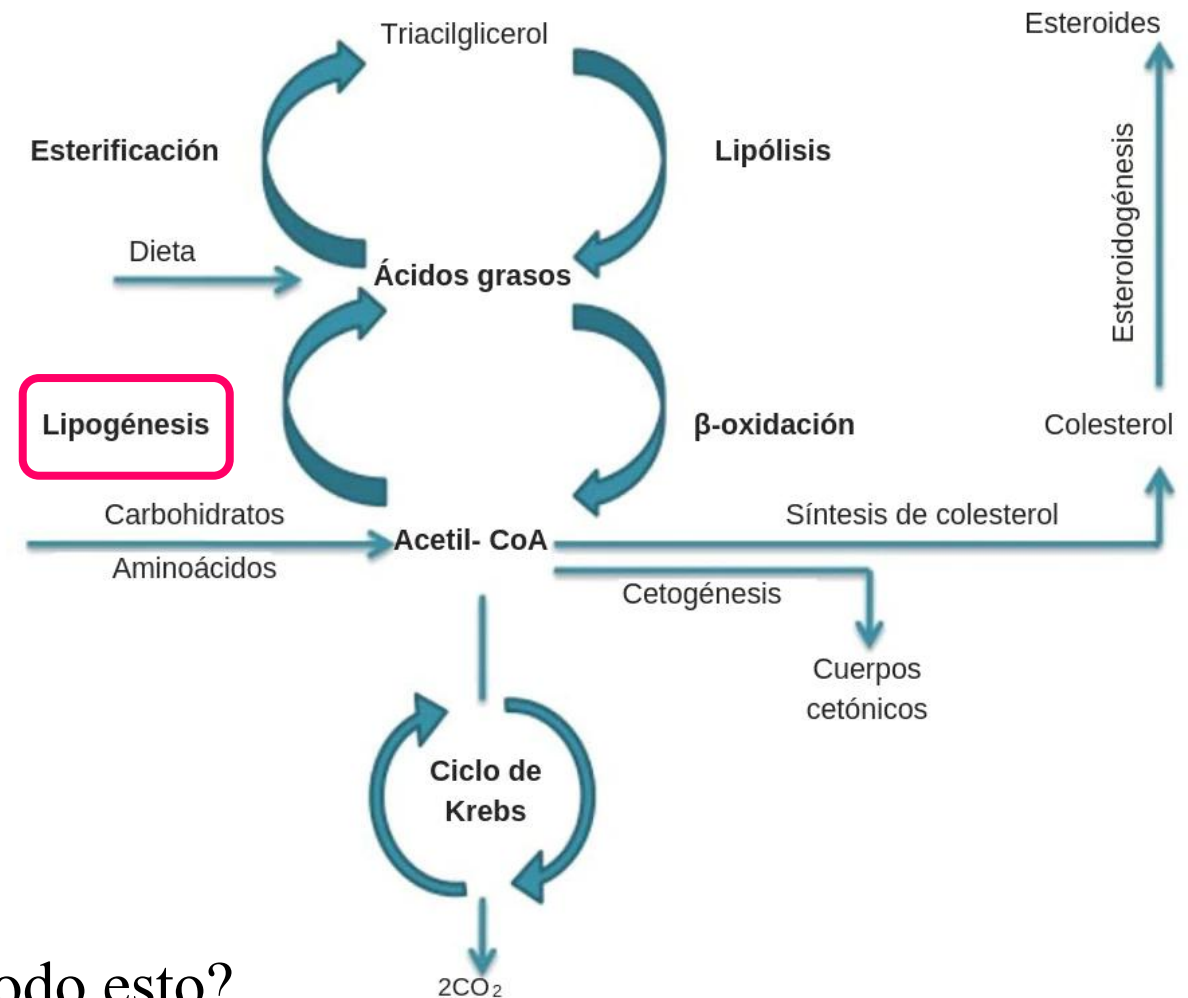 Triacilglicerol
Esteroides
Esterificación
Lipólisis
Esteroidogénesis
Dieta
Ácidos grasos
Lipogénesis
β-oxidación
Colesterol
Carbohidratos
Síntesis de colesterol
Acetil- CoA
Aminoácidos
Cetogénesis
Cuerpos
cetónicos
Ciclo de
Krebs
esto?
2CO₂